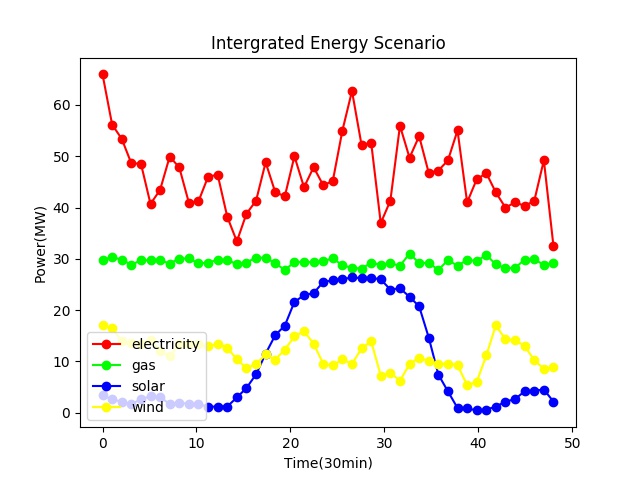 Intergrated Energy Scenario
Power(MW)
60
50
40
30
20
10
0
electricity
gas
solar
wind
0 10 20 30 40 50
Time(30min)